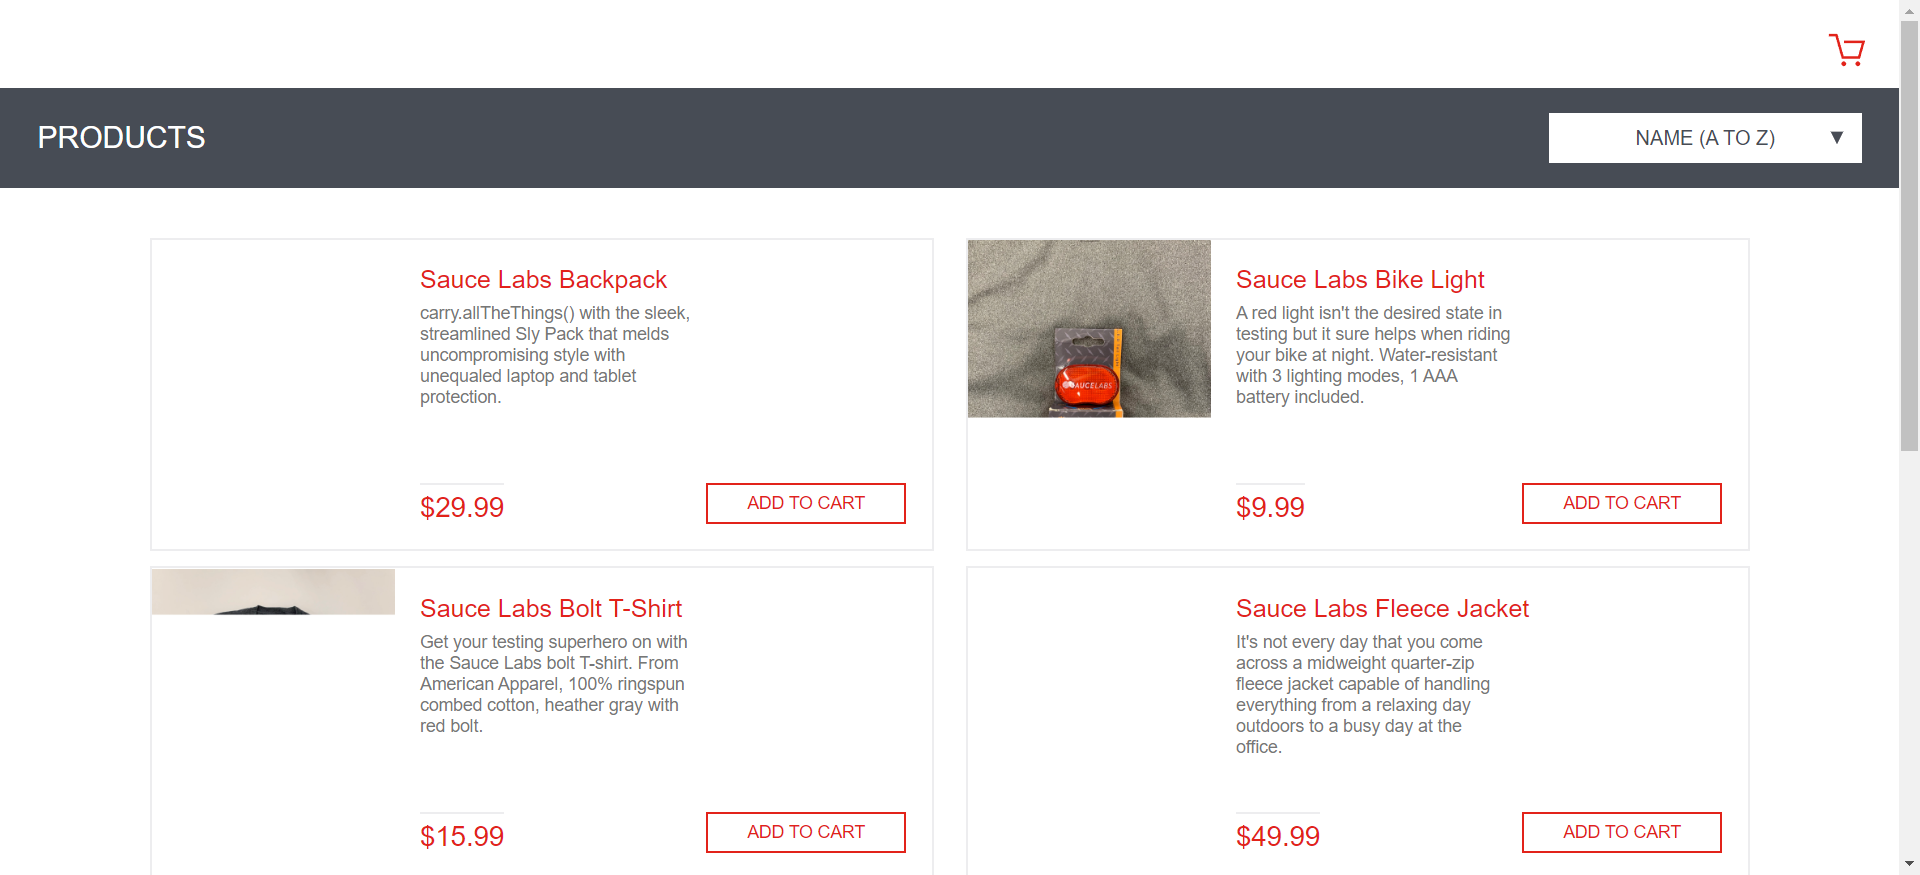 PRODUCTS
NAME (A TO Z)
Sauce Labs Backpack
carry.allTheThings() with the sleek,
streamlined Sly Pack that melds
uncompromising style with
unequaled laptop and tablet
protection.
$29.99
ADD TO CART
SAUCELABS
Sauce Labs Bike Light
A red light isn't the desired state in
testing but it sure helps when riding
your bike at night. Water-resistant
with 3 lighting modes, 1 AAA
battery included.
$9.99
ADD TO CART
Sauce Labs Bolt T-Shirt
Get your testing superhero on with
the Sauce Labs bolt T-shirt. From
American Apparel, 100% ringspun
combed cotton, heather gray with
red bolt.
$15.99
ADD TO CART
Sauce Labs Fleece Jacket
It's not every day that you come
across a midweight quarter-zip
fleece jacket capable of handling
everything from a relaxing day
outdoors to a busy day at the
office.
$49.99
ADD TO CART